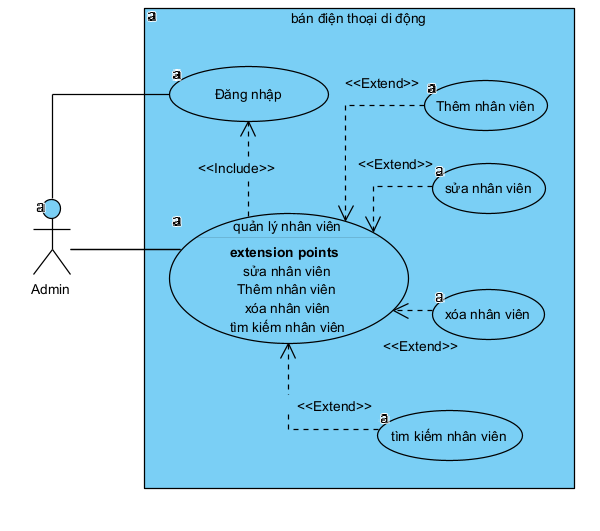 a
bán điện thoại di động
a
Đăng nhập
<<Extend>>
a
Thêm nhân viên
<<Include>>
<<Extend>>
a
sửa nhân viên
a
Admin
a
quản lý nhân viên
extension points
sửa nhân viên
Thêm nhân viên
xóa nhân viên
tìm kiếm nhân viên
a
xóa nhân viên
<<Extend>>
<<Extend>>
a
tìm kiếm nhân viên